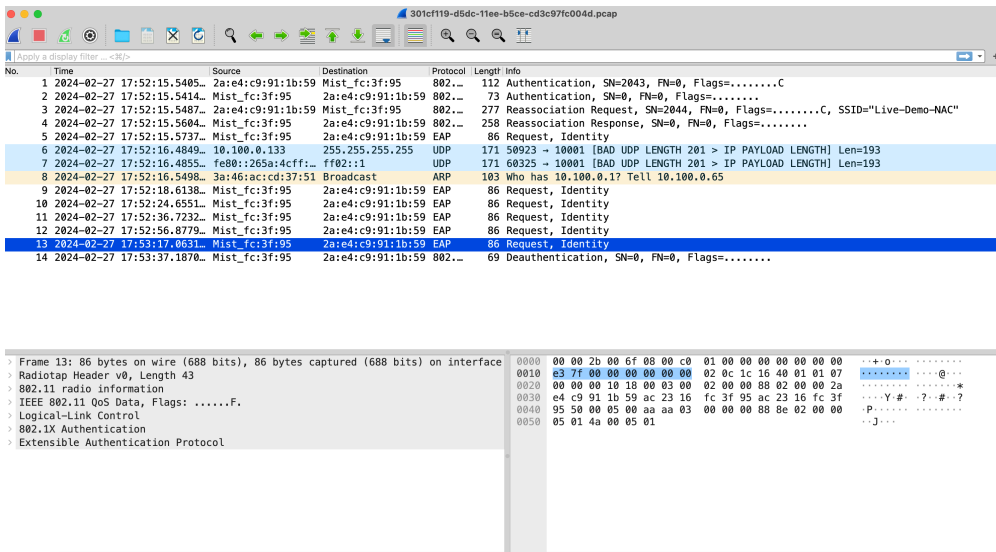 301cf119-d5dc-11ee-b5ce-cd3c97fc004d.pcap
Apply a display filter ... <⌘/>
No. Time Source Destination Protocol Length Info
1 2024-02-27 17:52:15.5405… 2a:e4:c9:91:1b:59 Mist_fc:3f:95 802.… 112 Authentication, SN=2043, FN=0, Flags=........C
2 2024-02-27 17:52:15.5414… Mist_fc:3f:95 2a:e4:c9:91:1b:59 802.… 73 Authentication, SN=0, FN=0, Flags=........
3 2024-02-27 17:52:15.5487… 2a:e4:c9:91:1b:59 Mist_fc:3f:95 802.… 277 Reassociation Request, SN=2044, FN=0, Flags=........C, SSID="Live-Demo-NAC"
4 2024-02-27 17:52:15.5604… Mist_fc:3f:95 2a:e4:c9:91:1b:59 802.… 258 Reassociation Response, SN=0, FN=0, Flags=........
5 2024-02-27 17:52:15.5737… Mist_fc:3f:95 2a:e4:c9:91:1b:59 EAP 86 Request, Identity
6 2024-02-27 17:52:16.4849… 10.100.0.133 255.255.255.255 UDP 171 50923 → 10001 [BAD UDP LENGTH 201 > IP PAYLOAD LENGTH] Len=193
7 2024-02-27 17:52:16.4855… fe80::265a:4cff:… ff02::1 UDP 171 60325 → 10001 [BAD UDP LENGTH 201 > IP PAYLOAD LENGTH] Len=193
8 2024-02-27 17:52:16.5498… 3a:46:ac:cd:37:51 Broadcast ARP 103 Who has 10.100.0.1? Tell 10.100.0.65
9 2024-02-27 17:52:18.6138… Mist_fc:3f:95 2a:e4:c9:91:1b:59 EAP 86 Request, Identity
10 2024-02-27 17:52:24.6551… Mist_fc:3f:95 2a:e4:c9:91:1b:59 EAP 86 Request, Identity
11 2024-02-27 17:52:36.7232… Mist_fc:3f:95 2a:e4:c9:91:1b:59 EAP 86 Request, Identity
12 2024-02-27 17:52:56.8779… Mist_fc:3f:95 2a:e4:c9:91:1b:59 EAP 86 Request, Identity
13 2024-02-27 17:53:17.0631… Mist_fc:3f:95 2a:e4:c9:91:1b:59 EAP 86 Request, Identity
14 2024-02-27 17:53:37.1870… Mist_fc:3f:95 2a:e4:c9:91:1b:59 802.… 69 Deauthentication, SN=0, FN=0, Flags=........
Frame 13: 86 bytes on wire (688 bits), 86 bytes captured (688 bits) on interface
Radiotap Header v0, Length 43
802.11 radio information
IEEE 802.11 QoS Data, Flags: ......F.
Logical-Link Control
802.1X Authentication
Extensible Authentication Protocol
0000 00 00 2b 00 6f 08 00 c0 01 00 00 00 00 00 00 00 ··+·o··· ········
0010 e3 7f 00 00 00 00 00 00 02 0c 1c 16 40 01 01 07 ········ ····@···
0020 00 00 00 10 18 00 03 00 02 00 00 88 02 00 00 2a ········ ·······*
0030 e4 c9 91 1b 59 ac 23 16 fc 3f 95 ac 23 16 fc 3f ····Y·#· ·?··#··?
0040 95 50 00 05 00 aa aa 03 00 00 00 88 8e 02 00 00 ·P······ ········
0050 05 01 4a 00 05 01 ··J···